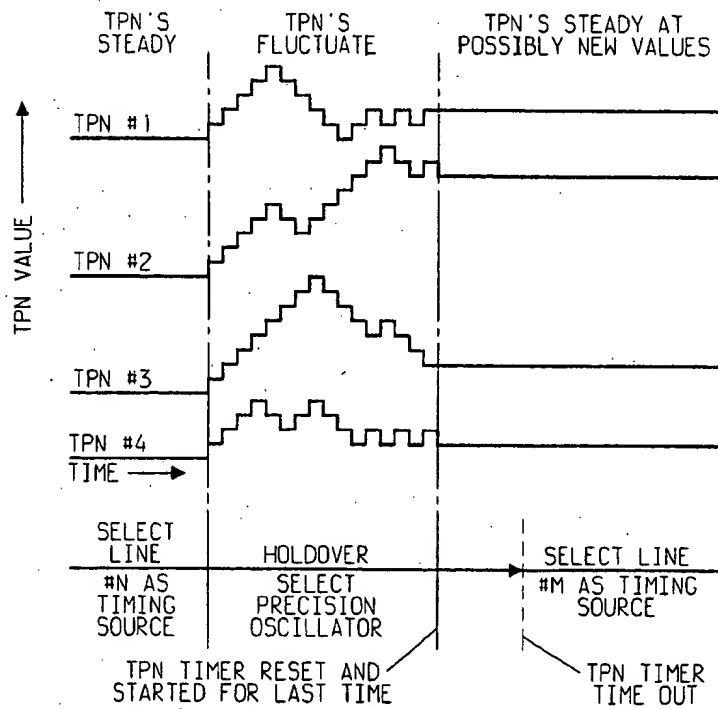 TPN'S STEADY
TPN'S FLUCTUATE
TPN'S STEADY AT POSSIBLY NEW VALUES
TPN VALUE
TPN #1
TPN #2
TPN #3
TPN #4
TIME
SELECT LINE
#N AS TIMING SOURCE
HOLDOVER
SELECT PRECISION OSCILLATOR
SELECT LINE
#M AS TIMING SOURCE
TPN TIMER RESET AND STARTED FOR LAST TIME
TPN TIMER TIME OUT